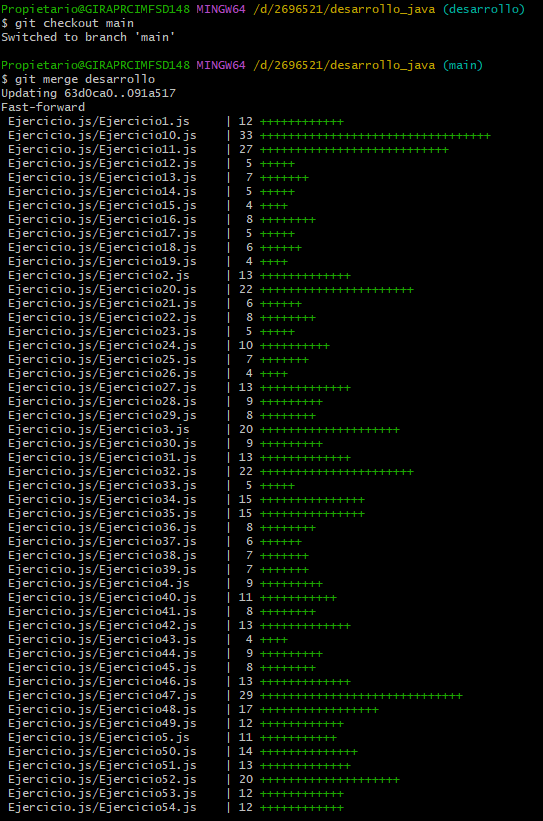 Propietario@GIRAPRCIMFSD148 MINGW64 /d/2696521/desarrollo_java (desarrollo)
$ git checkout main
Switched to branch 'main'
Propietario@GIRAPRCIMFSD148 MINGW64 /d/2696521/desarrollo_java (main)
$ git merge desarrollo
Updating 63d0ca0..091a517
Fast-forward
 Ejercicio.js/Ejercicio1.js     | 12 ++++++++++++
 Ejercicio.js/Ejercicio10.js    | 33 +++++++++++++++++++++++++++++++++
 Ejercicio.js/Ejercicio11.js    | 27 +++++++++++++++++++++++++++
 Ejercicio.js/Ejercicio12.js    |  5 +++++
 Ejercicio.js/Ejercicio13.js    |  7 +++++++
 Ejercicio.js/Ejercicio14.js    |  5 +++++
 Ejercicio.js/Ejercicio15.js    |  4 ++++
 Ejercicio.js/Ejercicio16.js    |  8 ++++++++
 Ejercicio.js/Ejercicio17.js    |  5 +++++
 Ejercicio.js/Ejercicio18.js    |  6 ++++++
 Ejercicio.js/Ejercicio19.js    |  4 ++++
 Ejercicio.js/Ejercicio2.js     | 13 +++++++++++++
 Ejercicio.js/Ejercicio20.js    | 22 ++++++++++++++++++++++
 Ejercicio.js/Ejercicio21.js    |  6 ++++++
 Ejercicio.js/Ejercicio22.js    |  8 ++++++++
 Ejercicio.js/Ejercicio23.js    |  5 +++++
 Ejercicio.js/Ejercicio24.js    | 10 ++++++++++
 Ejercicio.js/Ejercicio25.js    |  7 +++++++
 Ejercicio.js/Ejercicio26.js    |  4 ++++
 Ejercicio.js/Ejercicio27.js    | 13 +++++++++++++
 Ejercicio.js/Ejercicio28.js    |  9 +++++++++
 Ejercicio.js/Ejercicio29.js    |  8 ++++++++
 Ejercicio.js/Ejercicio3.js     | 20 ++++++++++++++++++++
 Ejercicio.js/Ejercicio30.js    |  9 +++++++++
 Ejercicio.js/Ejercicio31.js    | 13 +++++++++++++
 Ejercicio.js/Ejercicio32.js    | 22 ++++++++++++++++++++++
 Ejercicio.js/Ejercicio33.js    |  5 +++++
 Ejercicio.js/Ejercicio34.js    | 15 +++++++++++++++
 Ejercicio.js/Ejercicio35.js    | 15 +++++++++++++++
 Ejercicio.js/Ejercicio36.js    |  8 ++++++++
 Ejercicio.js/Ejercicio37.js    |  6 ++++++
 Ejercicio.js/Ejercicio38.js    |  7 +++++++
 Ejercicio.js/Ejercicio39.js    |  7 +++++++
 Ejercicio.js/Ejercicio4.js     |  9 +++++++++
 Ejercicio.js/Ejercicio40.js    | 11 +++++++++++
 Ejercicio.js/Ejercicio41.js    |  8 ++++++++
 Ejercicio.js/Ejercicio42.js    | 13 +++++++++++++
 Ejercicio.js/Ejercicio43.js    |  4 ++++
 Ejercicio.js/Ejercicio44.js    |  9 +++++++++
 Ejercicio.js/Ejercicio45.js    |  8 ++++++++
 Ejercicio.js/Ejercicio46.js    | 13 +++++++++++++
 Ejercicio.js/Ejercicio47.js    | 29 +++++++++++++++++++++++++++++
 Ejercicio.js/Ejercicio48.js    | 17 +++++++++++++++++
 Ejercicio.js/Ejercicio49.js    | 12 ++++++++++++
 Ejercicio.js/Ejercicio5.js     | 11 +++++++++++
 Ejercicio.js/Ejercicio50.js    | 14 ++++++++++++++
 Ejercicio.js/Ejercicio51.js    | 13 +++++++++++++
 Ejercicio.js/Ejercicio52.js    | 20 ++++++++++++++++++++
 Ejercicio.js/Ejercicio53.js    | 12 ++++++++++++
 Ejercicio.js/Ejercicio54.js    | 12 ++++++++++++